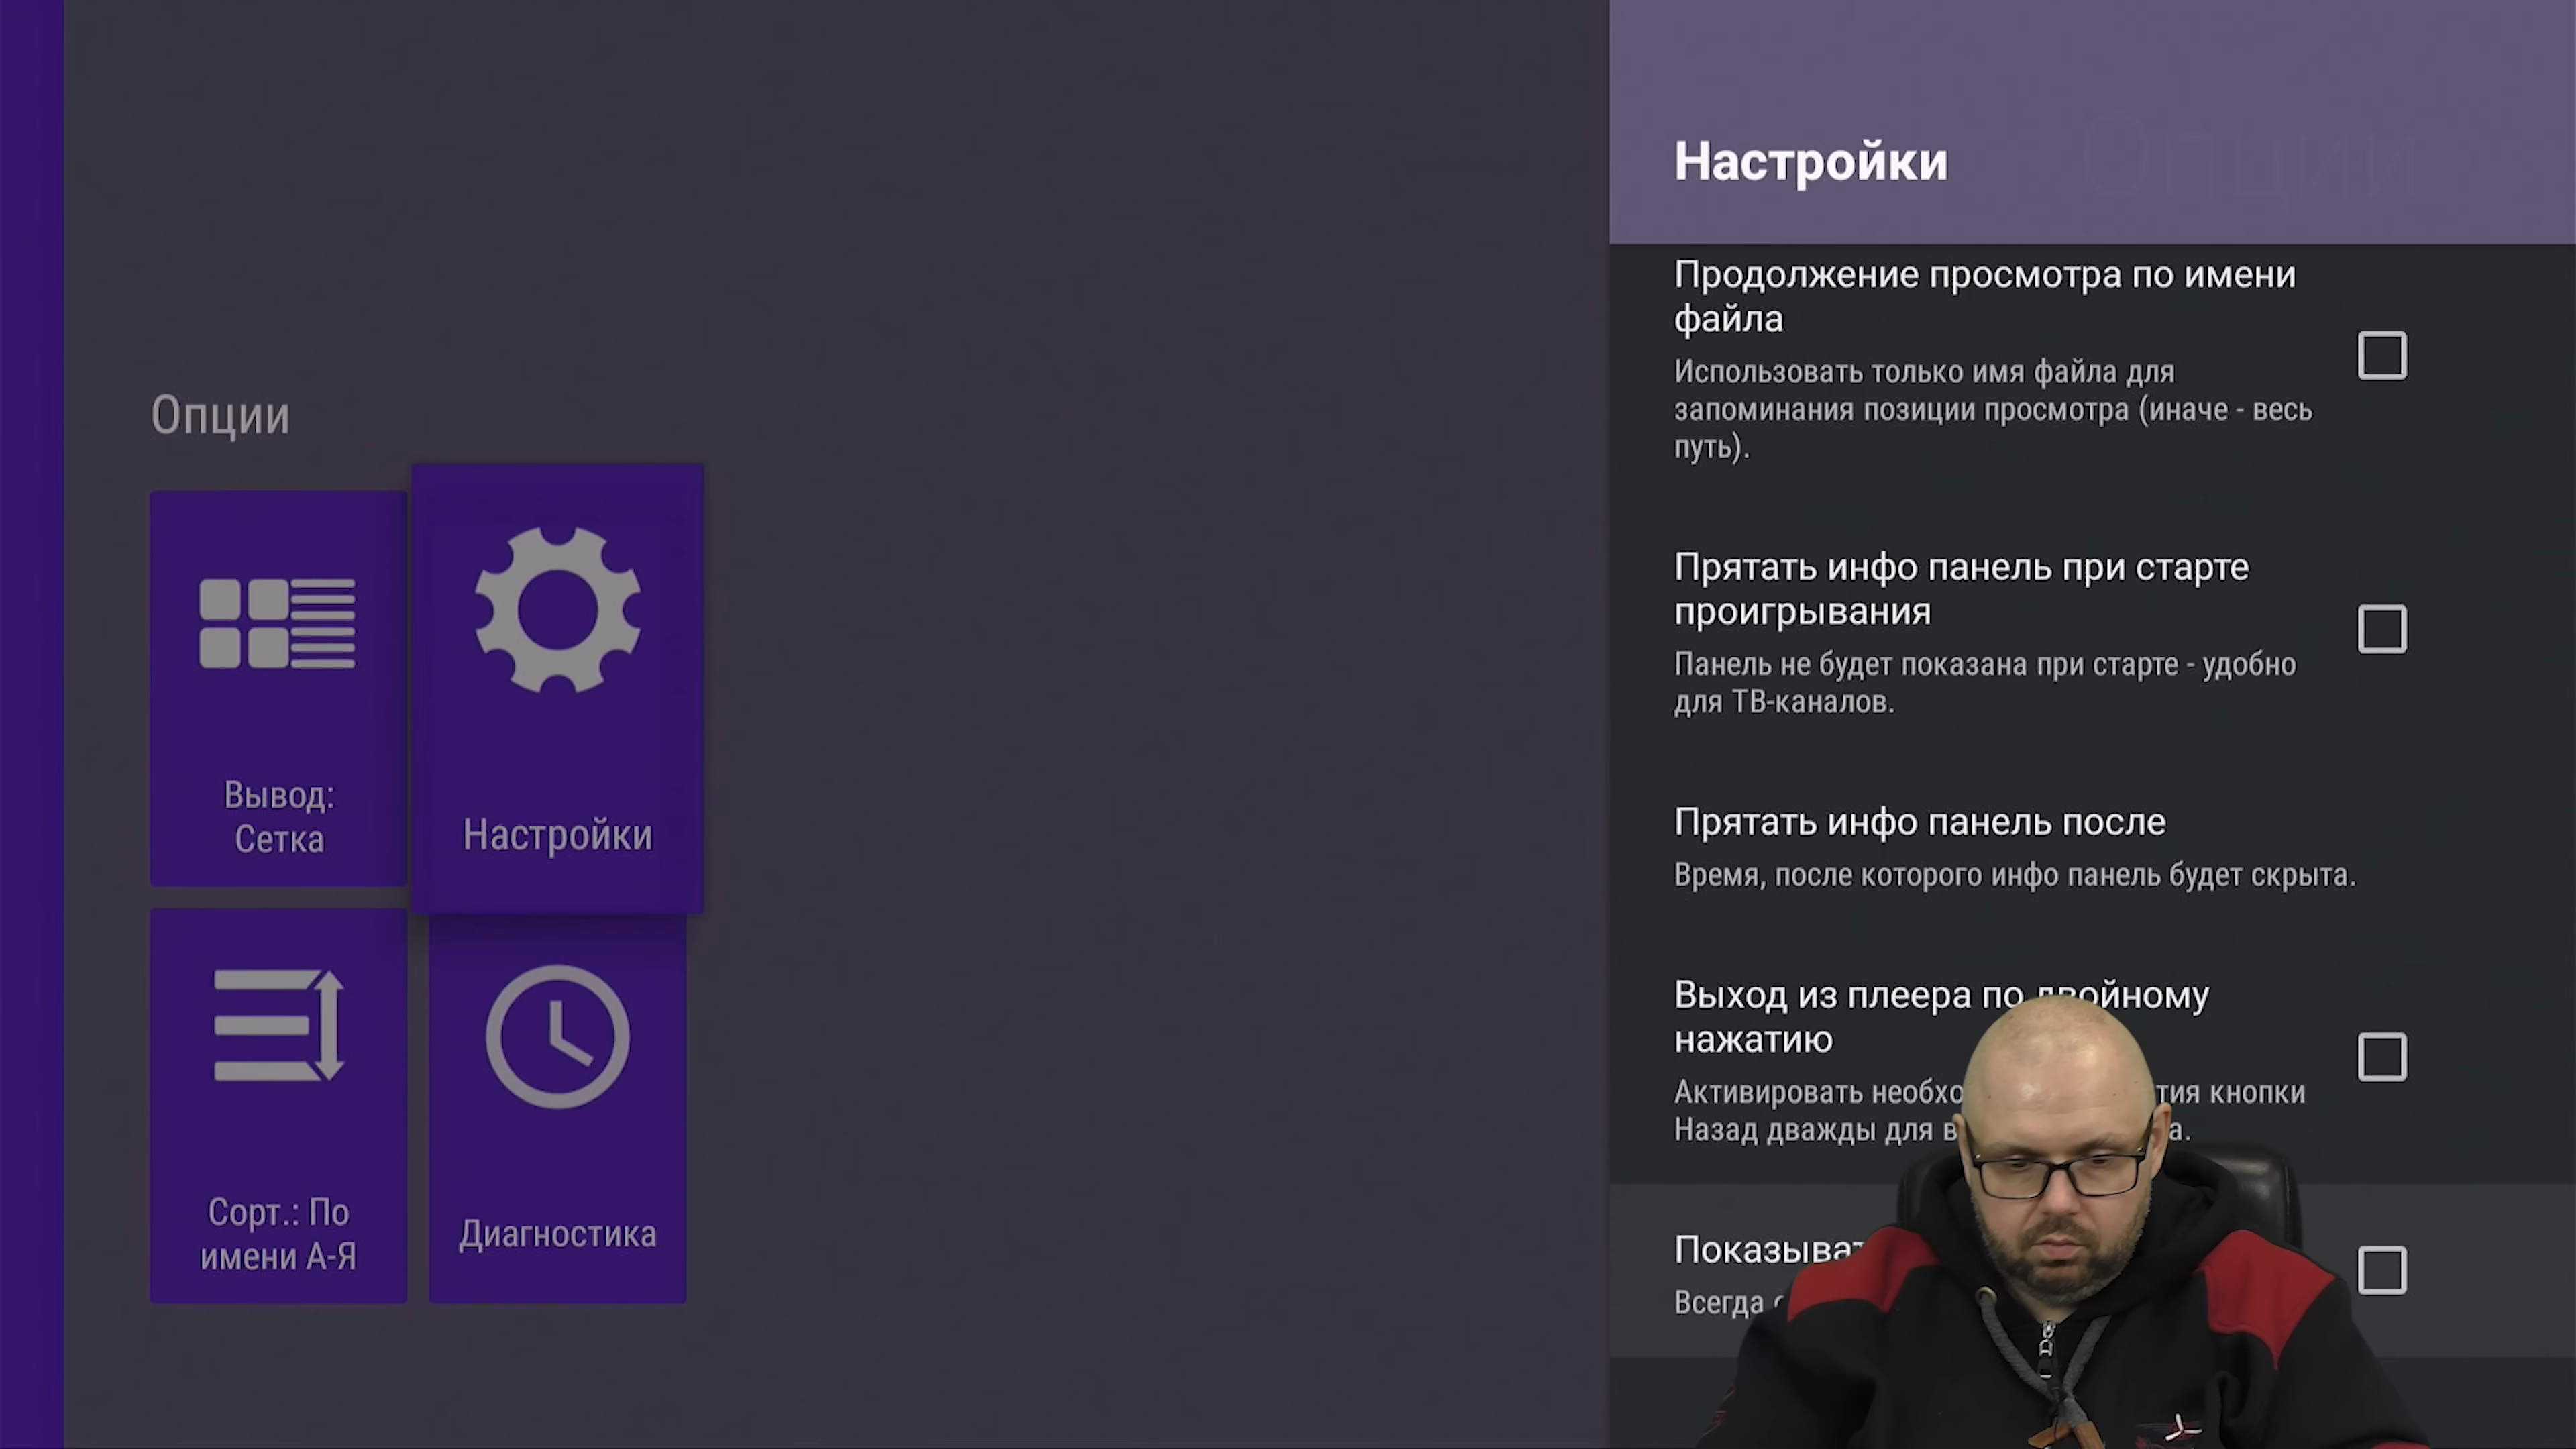 Опции
Вывод:
Сетка
Настройки
Сорт.: По
имени А-Я
Диагностика
Опции
Настройки
Продолжение просмотра по имени
файла
Использовать только имя файла для
запоминания позиции просмотра (иначе - весь
путь).
Прятать инфо панель при старте
проигрывания
Панель не будет показана при старте - удобно
для ТВ-каналов.
Прятать инфо панель после
Время, после которого инфо панель будет скрыта.
Выход из плеера по двойному
нажатию
Активировать кнопки
Назад дважды для
Всегда